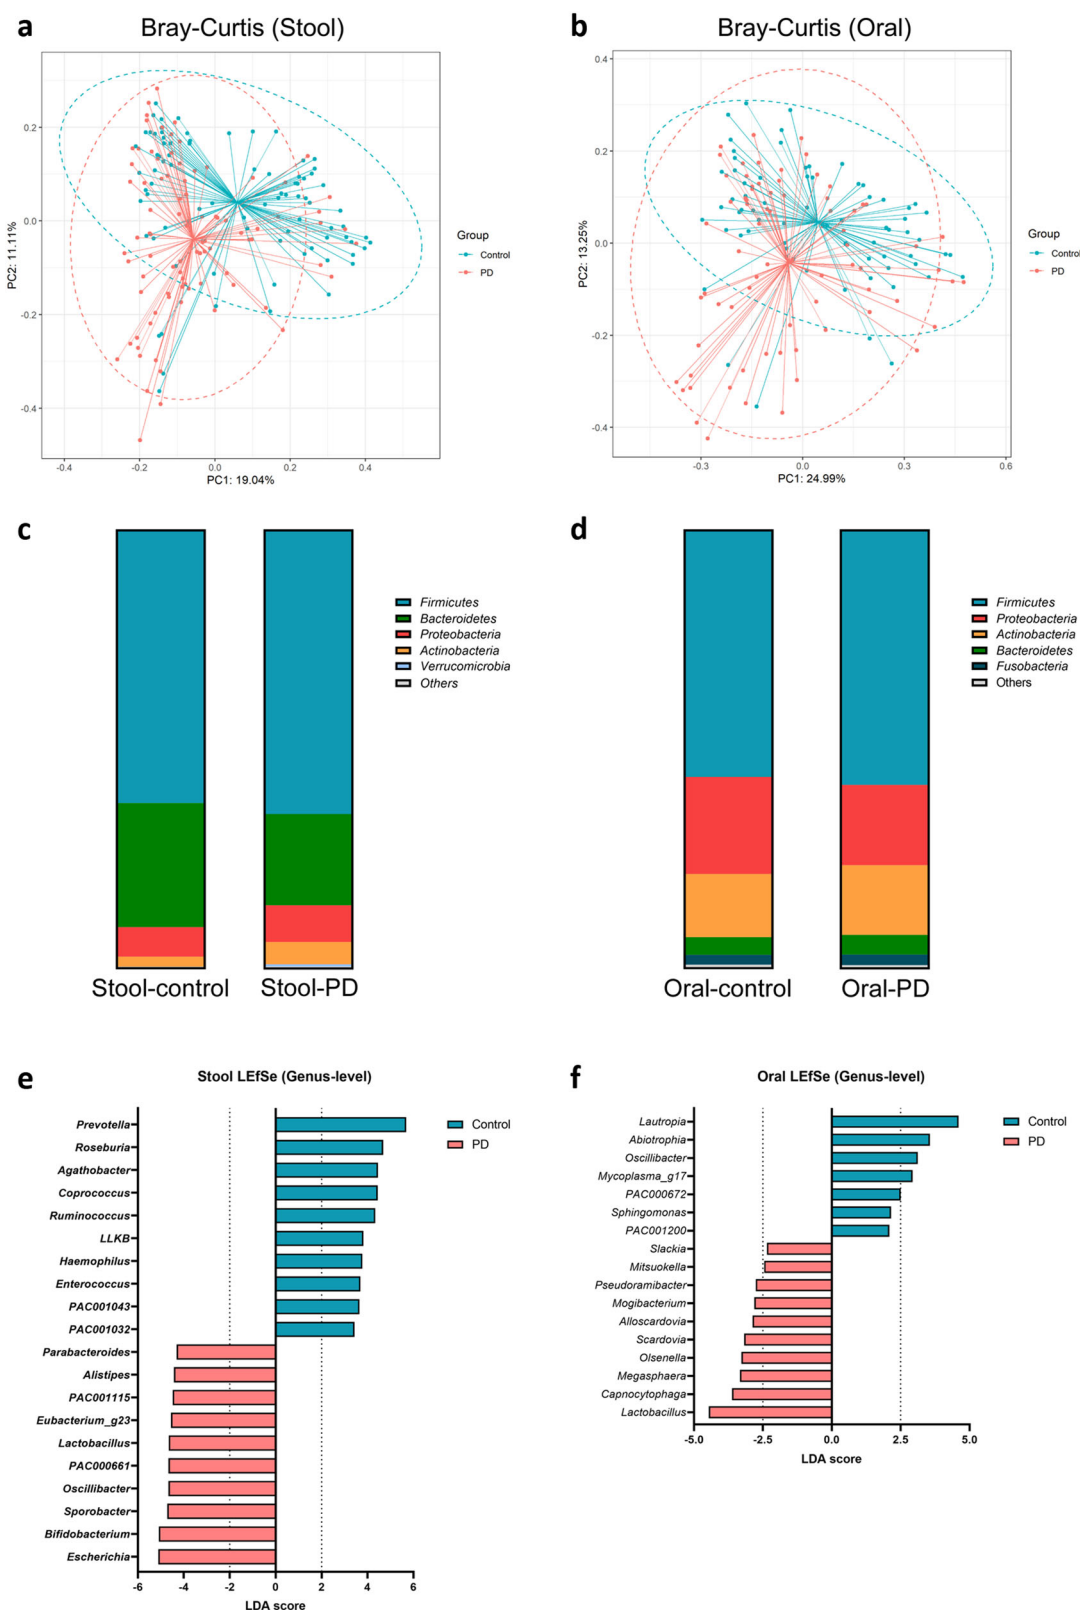 a
Bray-Curtis (Stool)
PC2: 11.11%
0.2
0.0
-0.2
-0.4
-0.4
-0.2
0.0
0.2
0.4
PC1: 19.04%
Group
Control
PD
b
Bray-Curtis (Oral)
PC2: 13.25%
0.4
0.2
0.0
-0.2
-0.4
-0.3
0.0
0.3
0.6
PC1: 24.99%
Group
Control
PD
c
Firmicutes
Bacteroidetes
Proteobacteria
Actinobacteria
Verrucomicrobia
Others
Stool-control
Stool-PD
d
Firmicutes
Proteobacteria
Actinobacteria
Bacteroidetes
Fusobacteria
Others
Oral-control
Oral-PD
e
Stool LEfSe (Genus-level)
Prevotella
Roseburia
Agathobacter
Coprococcus
Ruminococcus
LLKB
Haemophilus
Enterococcus
PAC001043
PAC001032
Parabacteroides
Alistipes
PAC001115
Eubacterium_g23
Lactobacillus
PAC000661
Oscillibacter
Sporobacter
Bifidobacterium
Escherichia
-6
-4
-2
0
2
4
6
LDA score
Control
PD
f
Oral LEfSe (Genus-level)
Lautropia
Abiotrophia
Oscillibacter
Mycoplasma_g17
PAC000672
Sphingomonas
PAC001200
Slackia
Mitsuokella
Pseudoramibacter
Mogibacterium
Alloscardovia
Scardovia
Olsenella
Megasphaera
Capnocytophaga
Lactobacillus
-5.0
-2.5
0.0
2.5
5.0
LDA score
Control
PD